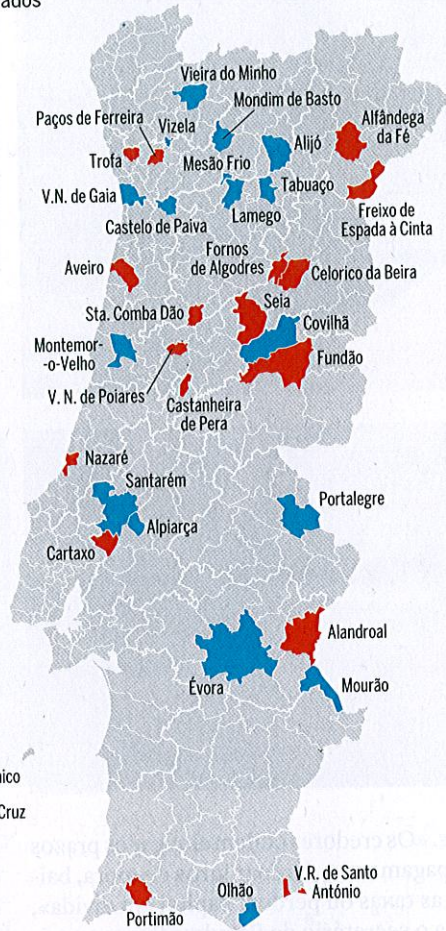 ados
Vieira do Minho
Mondim de Basto
Paços de Ferreira
Vizela
Alfândega
da Fé
Trofa
Mesão Frio
Alijó
V.N. de Gaia
Tabuaço
Castelo de Paiva
Lamego
Freixo de
Espada à Cinta
Aveiro
Fornos
de Algodres
Celorico da Beira
Sta. Comba Dão
Seia
Covilhã
Montemor-
-o-Velho
Fundão
V. N. de Poiares
Castanheira
de Pera
Nazaré
Santarém
Portalegre
Alpiarça
Cartaxo
Alandroal
Évora
Mourão
ico
Cruz
V.R. de Santo
António
Olhão
Portimão